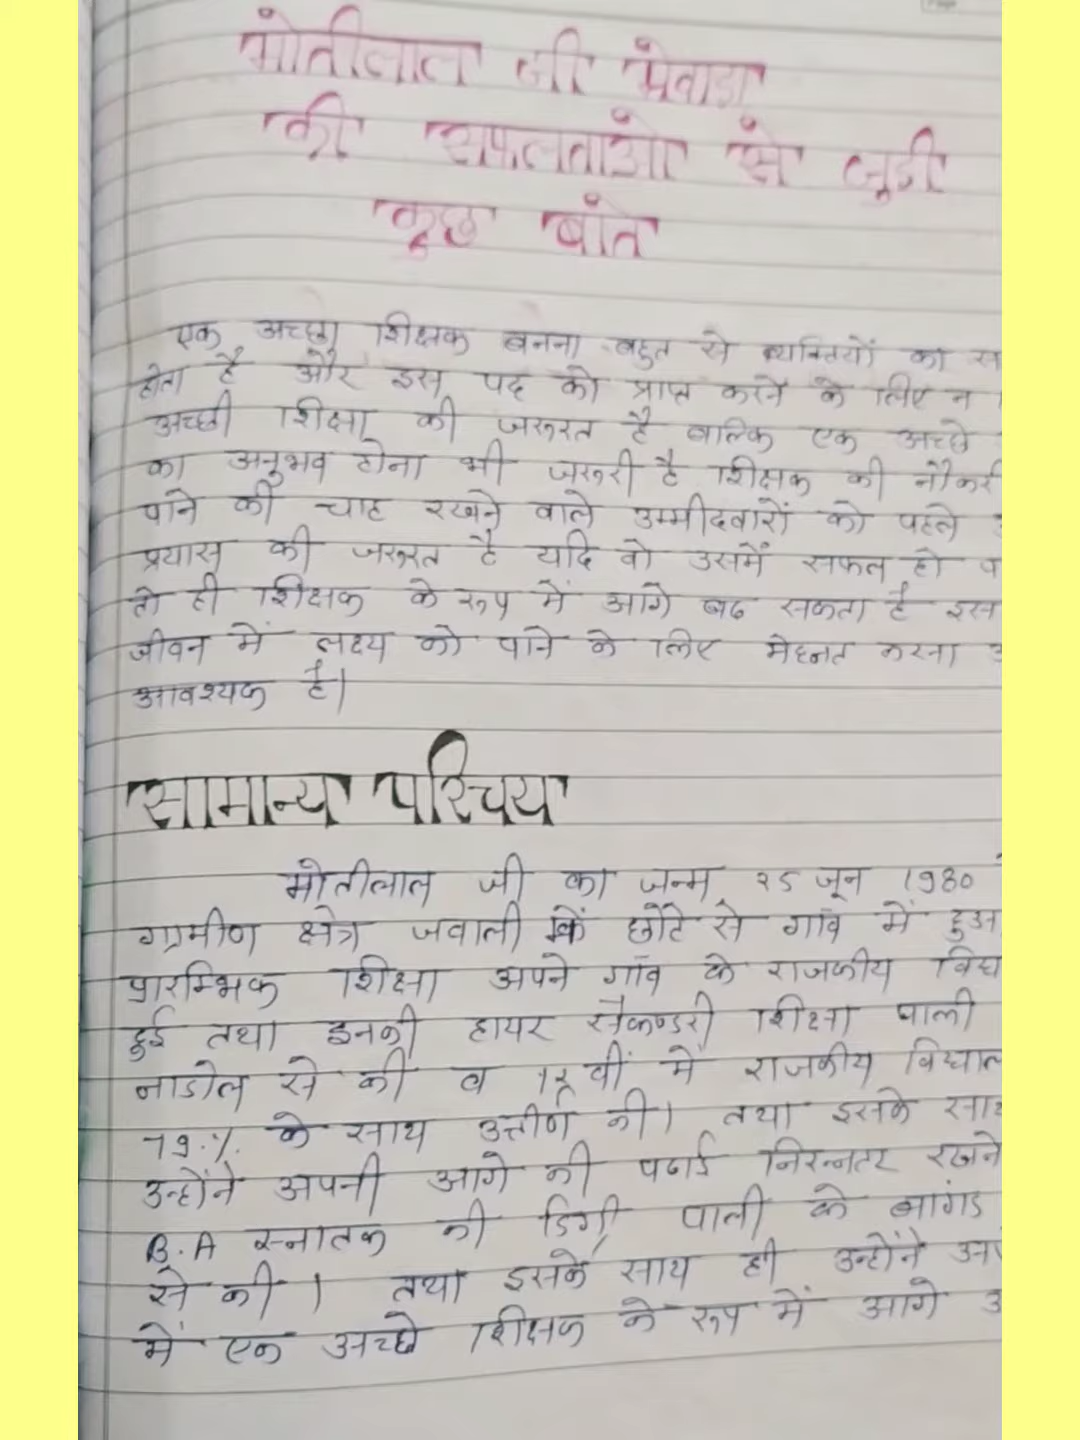 मोतीलाल जी मेवाडा
की सफलताओ से जुडी
कुछ बांते
एक अच्छा शिक्षक बनना बहुत से व्यक्तियों का
होता है और इस पद को प्राप्त करने के लिए न
अच्छी शिक्षा की जरूरत है बल्कि एक अच्छे
का अनुभव होना भी जरूरी है शिक्षक की नौकरी
पाने की चाह रखने वाले उम्मीदवारों को पहले
प्रयास की जरूरत है यदि वो उसमें सफल हो
तो ही शिक्षक के रूप में आगे बढ सकता है इस
जीवन में लक्ष्य को पाने के लिए मेहनत करना
आवश्यक है।
सामान्य परिचय
मोतीलाल जी का जन्म 25 जून 1980
ग्रामीण क्षेत्र जवाली के छोटे से गांव में
प्रारम्भिक शिक्षा अपने गांव के राजकीय
हुई तथा इनकी हायर सैकण्डरी शिक्षा पाली
नाडोल से की व 12 वीं में राजकीय
79.%. के साथ उत्तीर्ण की। तथा इसके
उन्होंने अपनी आगे की पढाई निरन्तर रखने
B.A स्नातक की डिग्री पाली के बांगड
से की । तथा इसके साथ ही उन्होंने
में एक अच्छे शिक्षक के रूप में आगे